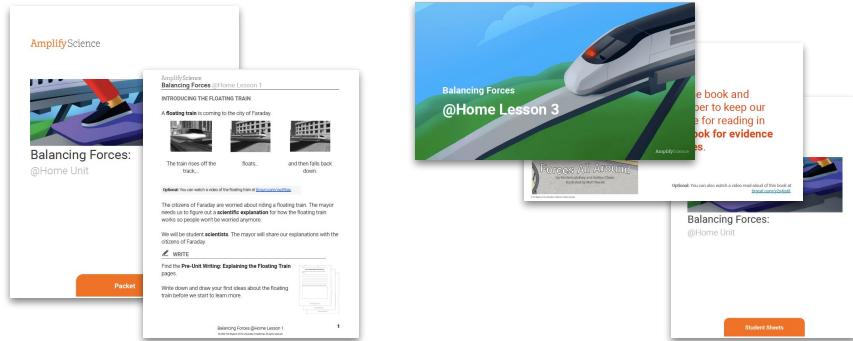 AmplifyScience
Balancing Forces:
@Home Unit
Packet
AmplifyScience
Balancing Forces @Home Lesson 1
INTRODUCING THE FLOATING TRAIN
A floating train is coming to the city of Faraday.
The train rises off the
track,..
floats..
and then falls back
down.
Optional: You can watch a video of the floating train at
The citizens of Faraday are worried about riding a floating train. The mayor
needs us to figure out a scientific explanation for how the floating train
works so people won't be worried anymore.
We will be student scientists. The mayor will share our explanations with the
citizens of Faraday.
WRITE
Find the Pre-Unit Writing: Explaining the Floating Train
pages.
Write down and draw your first ideas about the floating
train before we start to learn more.
Balancing Forces @Home Lesson 1
1
Balancing Forces
@Home Lesson 3
AmplifyScience
e book and
per to keep our
e for reading in
ook for evidence
es.
Forces All Around
Optional: You can also watch a video read-aloud of this book at
Balancing Forces:
@Home Unit
Student Sheets